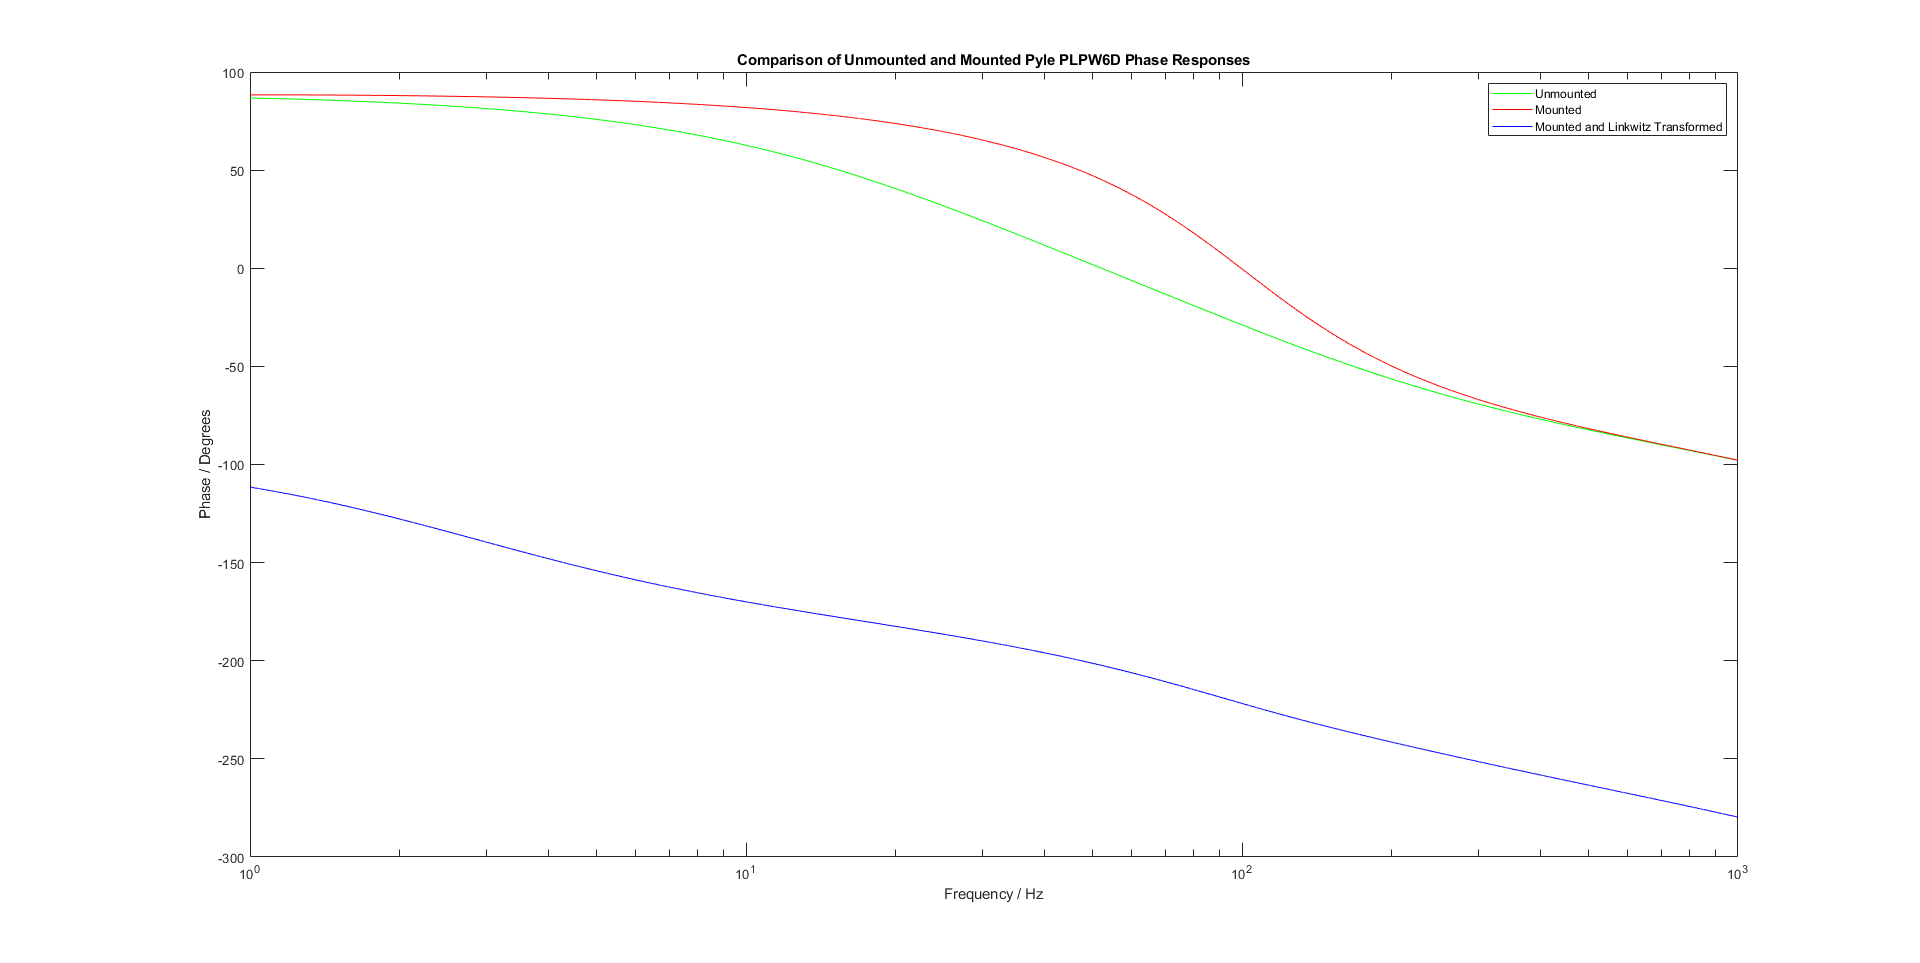 Comparison of Unmounted and Mounted Pyle PLPW6D Phase Responses
Unmounted
Mounted
Mounted and Linkwitz Transformed
100
50
0
-50
-100
-150
-200
-250
-300
Phase / Degrees
10^0
10^1
10^2
10^3
Frequency / Hz